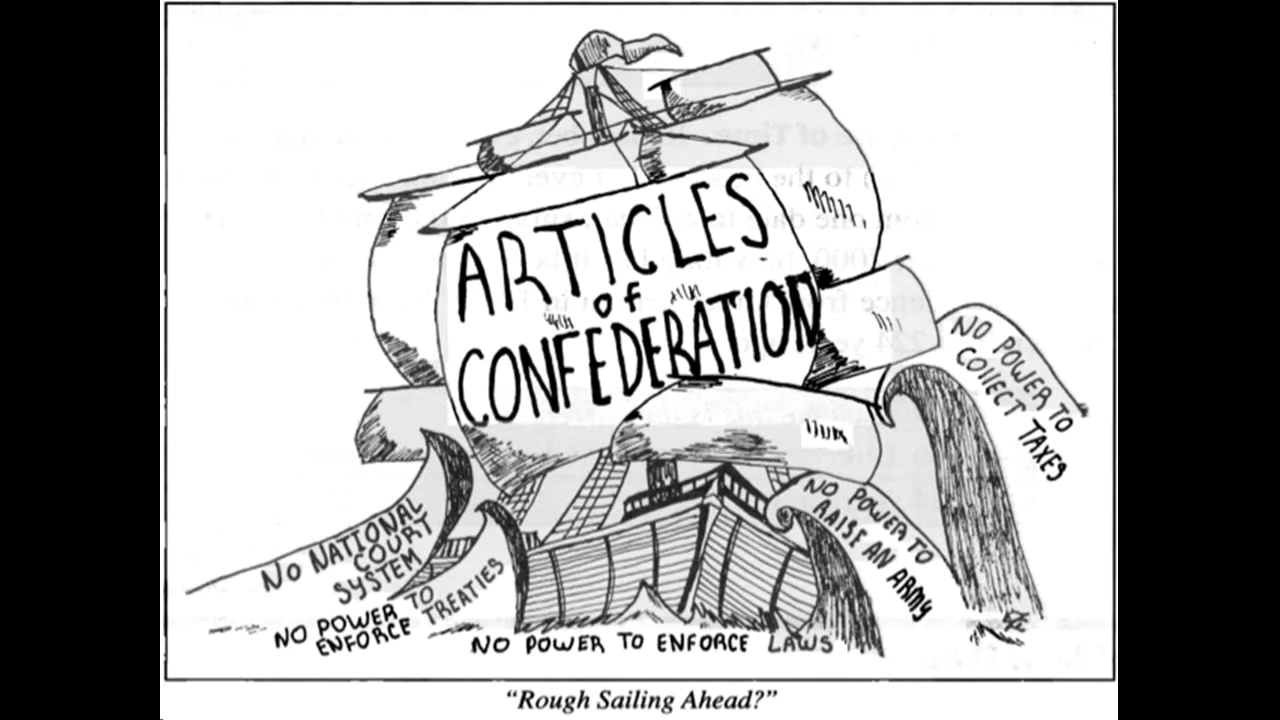 ARTICLES
of
CONFEDERATION
NO POWER TO
COLLECT TAXES
NO POWER TO
RAISE AN ARMY
NO NATIONAL
COURT
SYSTEM
NO POWER TO
ENFORCE TREATIES
NO POWER TO ENFORCE LAWS
“Rough Sailing Ahead?”